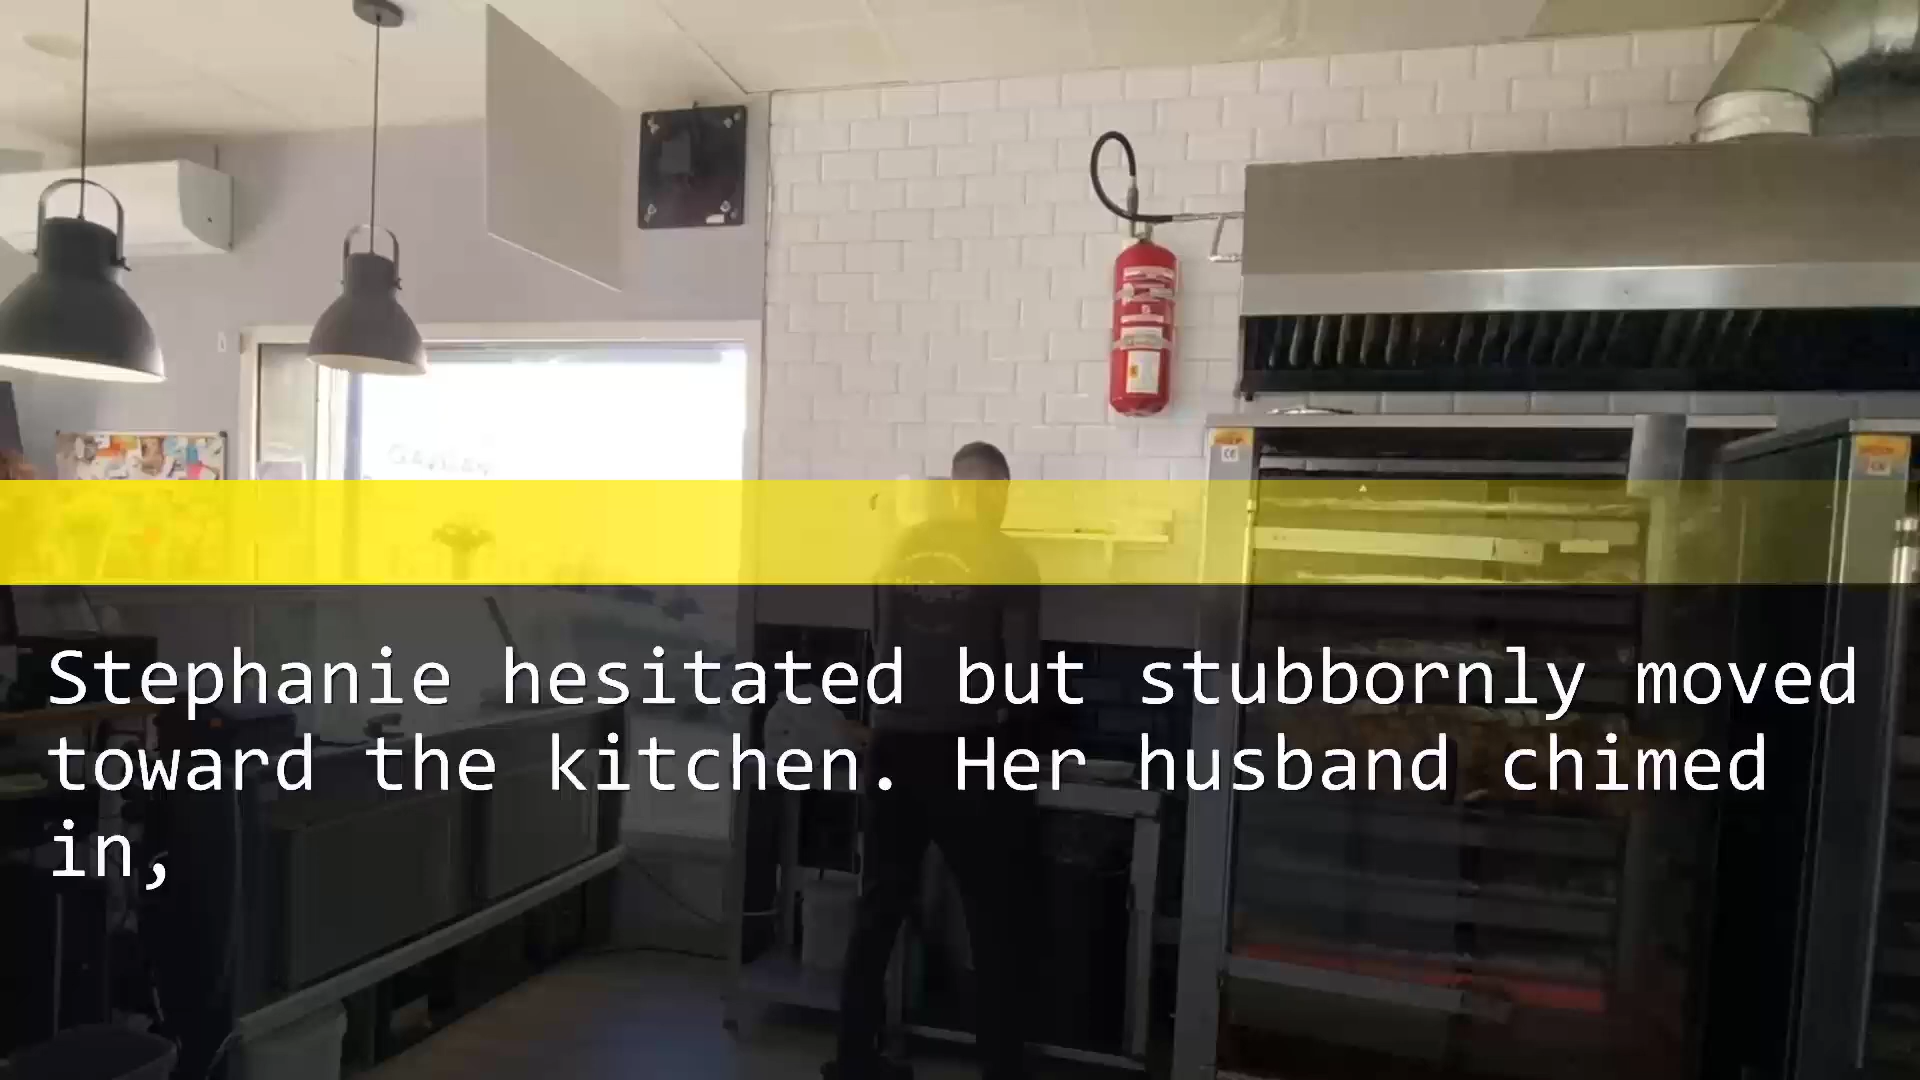 Stephanie hesitated but stubbornly moved
toward the kitchen. Her husband chimed
in,